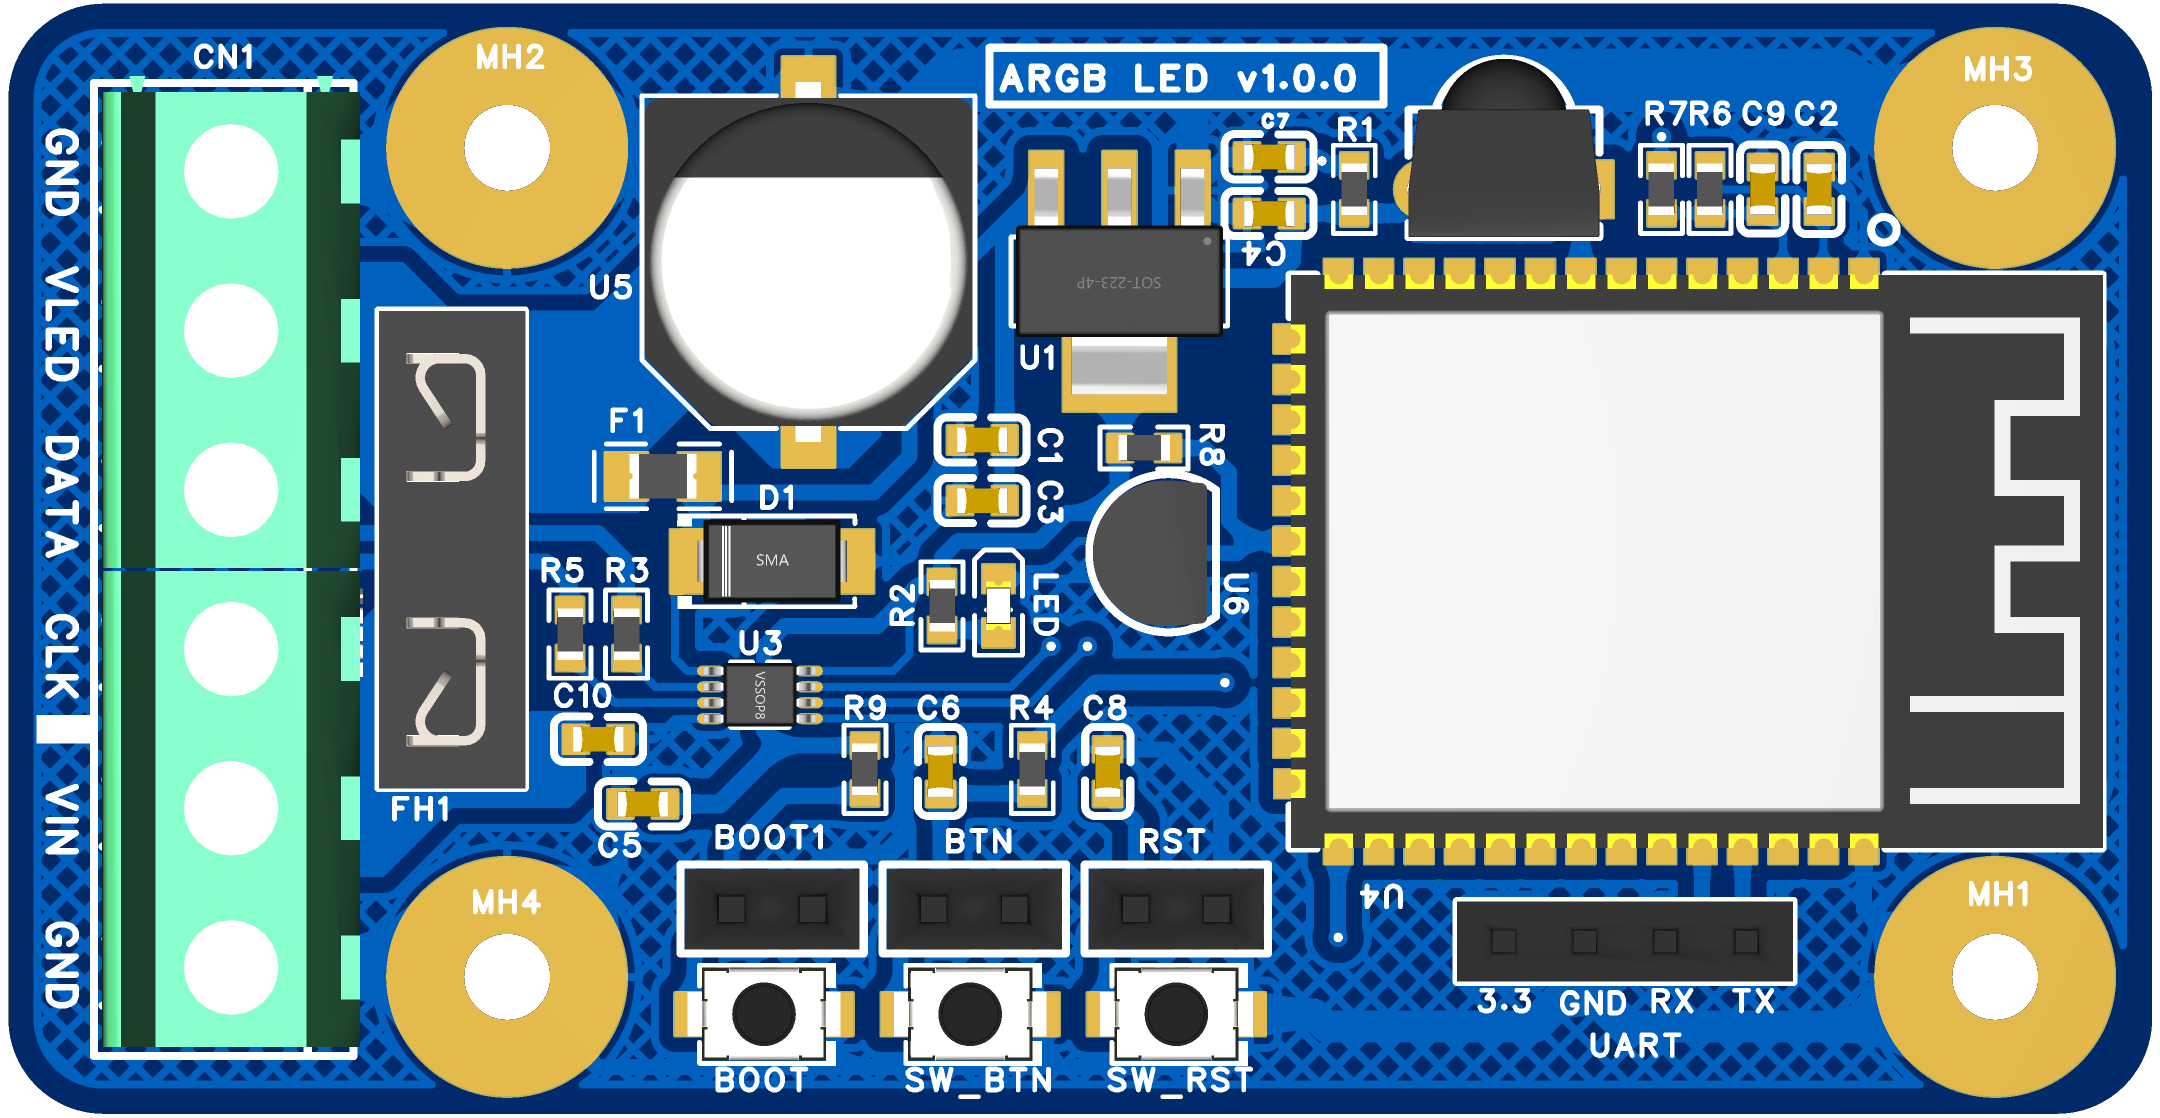 CN1
MH2
ARGB LED v1.0.0
MH3
C7
R1
R7 R6 C9 C2
C4
GND VLED DATA CLK VIN GND
U5
SOT-223-4P
U1
F1
C1
R8
D1
C3
SMA
R5 R3
R2
LED
U6
U3
VSSOP8
C10
R9 C6 R4 C8
FH1
C5
BOOT1 BTN RST
U4
MH4
MH1
3.3 GND RX TX
UART
BOOT SW_BTN SW_RST